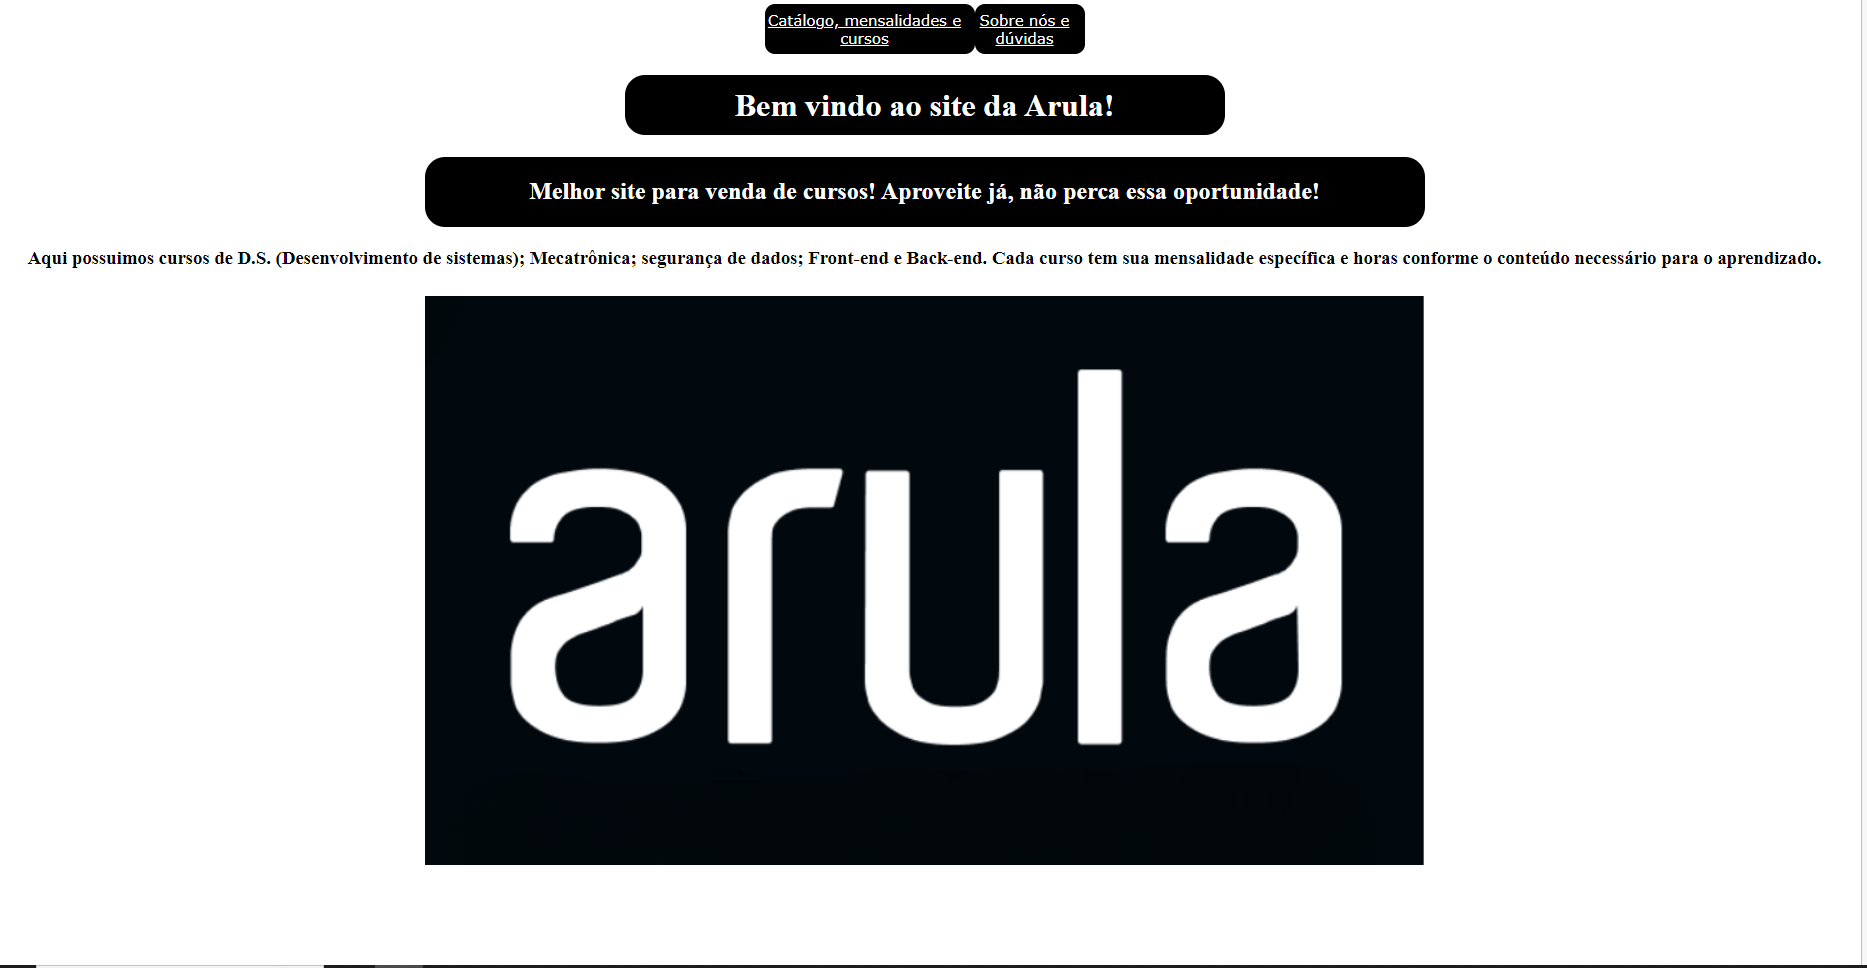 Catálogo, mensalidades e
cursos
Sobre nós e
dúvidas
Bem vindo ao site da Arula!
Melhor site para venda de cursos! Aproveite já, não perca essa oportunidade!
Aqui possuimos cursos de D.S. (Desenvolvimento de sistemas); Mecatrônica; segurança de dados; Front-end e Back-end. Cada curso tem sua mensalidade específica e horas conforme o conteúdo necessário para o aprendizado.
arula